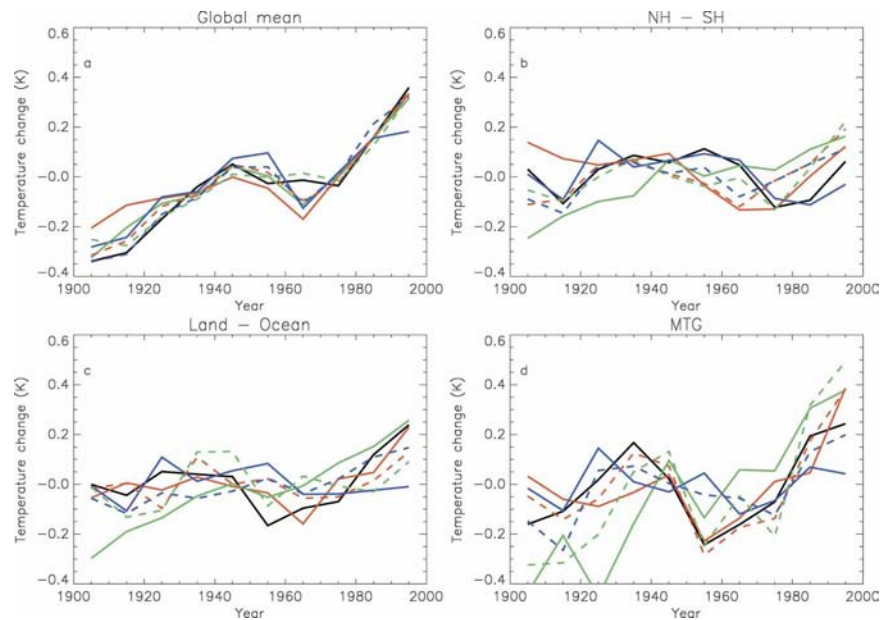 Global mean
NH - SH
0.6
0.4
0.2
-0.0
-0.2
-0.4
Temperature change (K)
a
1900 1920 1940 1960 1980 2000
Year
0.6
0.4
0.2
-0.0
-0.2
-0.4
Temperature change (K)
b
1900 1920 1940 1960 1980 2000
Year
Land - Ocean
MTG
0.6
0.4
0.2
-0.0
-0.2
-0.4
Temperature change (K)
c
1900 1920 1940 1960 1980 2000
Year
0.6
0.4
0.2
-0.0
-0.2
-0.4
Temperature change (K)
d
1900 1920 1940 1960 1980 2000
Year